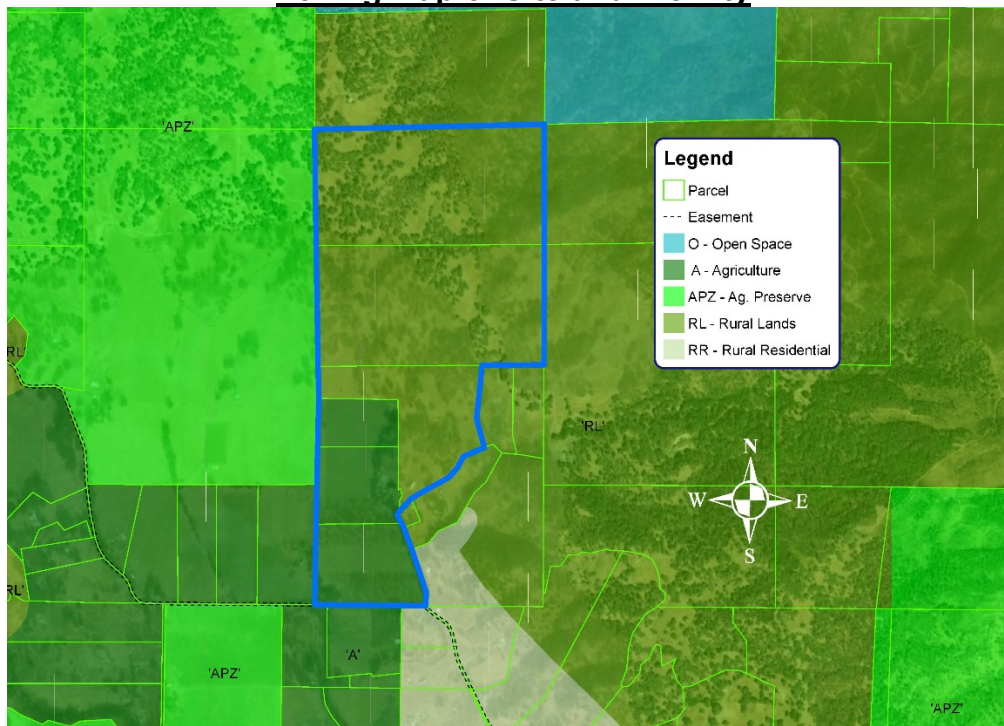 'APZ'
Legend
Parcel
Easement
O - Open Space
A - Agriculture
APZ - Ag. Preserve
RL - Rural Lands
RR - Rural Residential
RL'
'RL'
N
W E
S
RL'
'A'
'APZ'
'APZ'